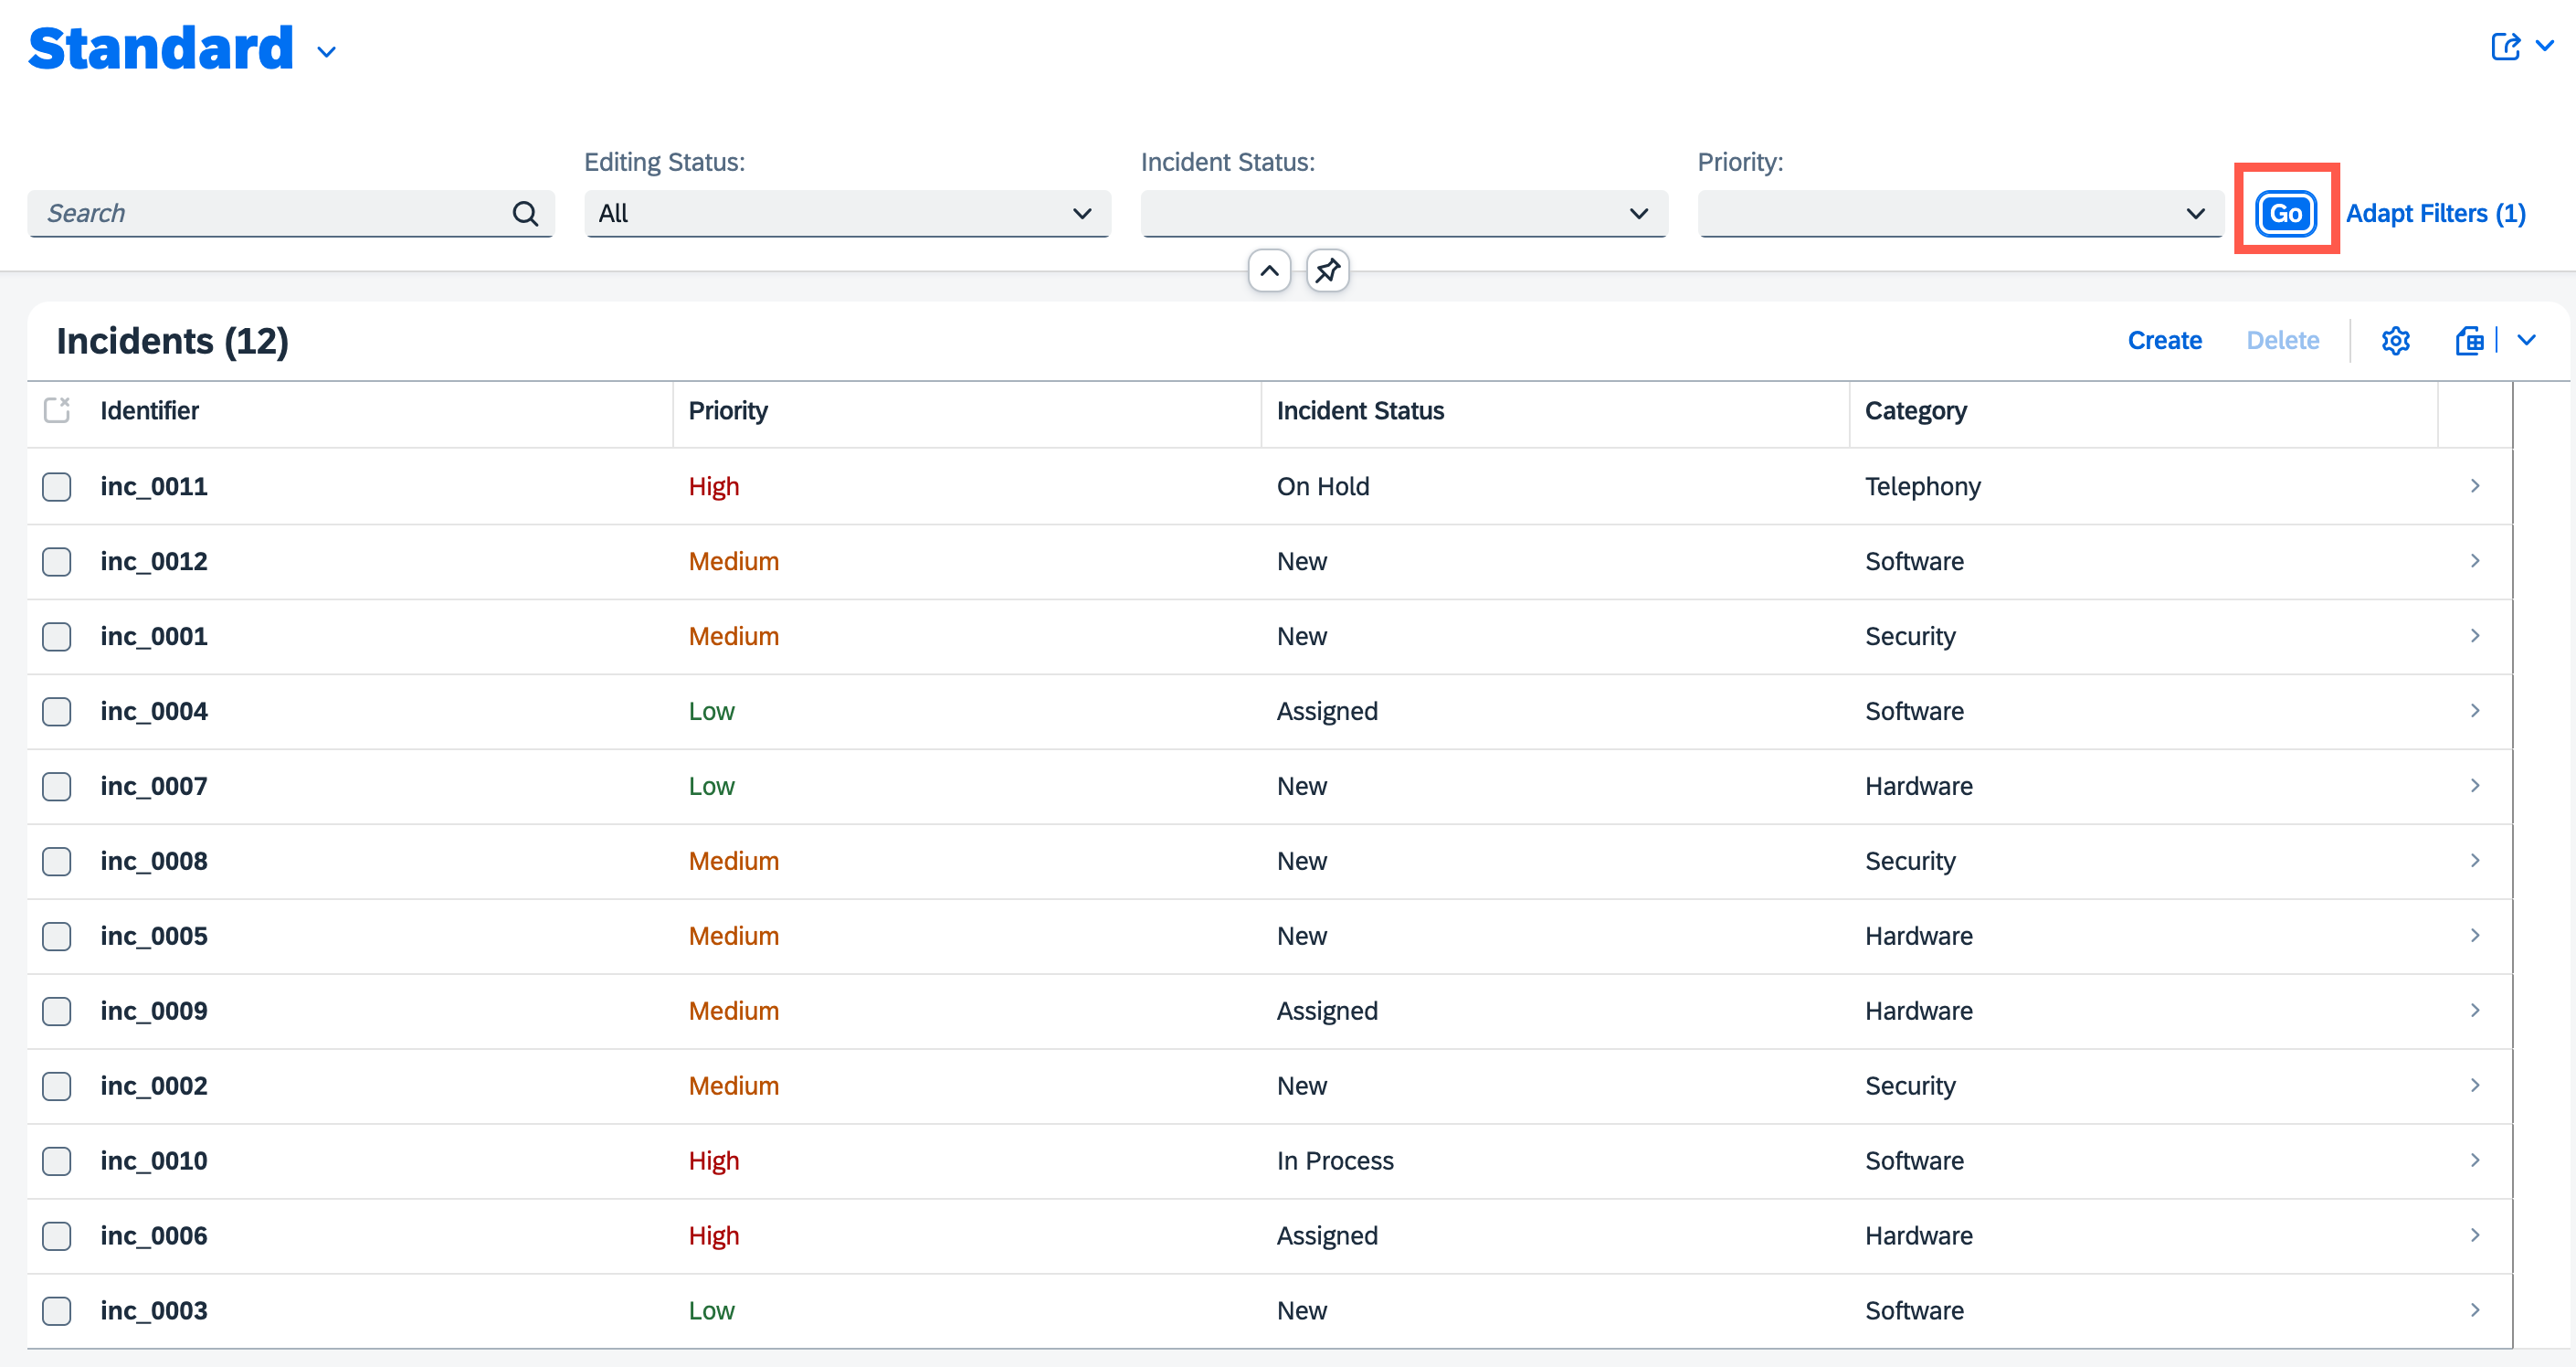 Standard
Editing Status:
Incident Status:
Priority:
Search
All
Go
Adapt Filters (1)
Incidents (12)
Create
Delete
Identifier Priority Incident Status Category
inc_0011 High On Hold Telephony
inc_0012 Medium New Software
inc_0001 Medium New Security
inc_0004 Low Assigned Software
inc_0007 Low New Hardware
inc_0008 Medium New Security
inc_0005 Medium New Hardware
inc_0009 Medium Assigned Hardware
inc_0002 Medium New Security
inc_0010 High In Process Software
inc_0006 High Assigned Hardware
inc_0003 Low New Software